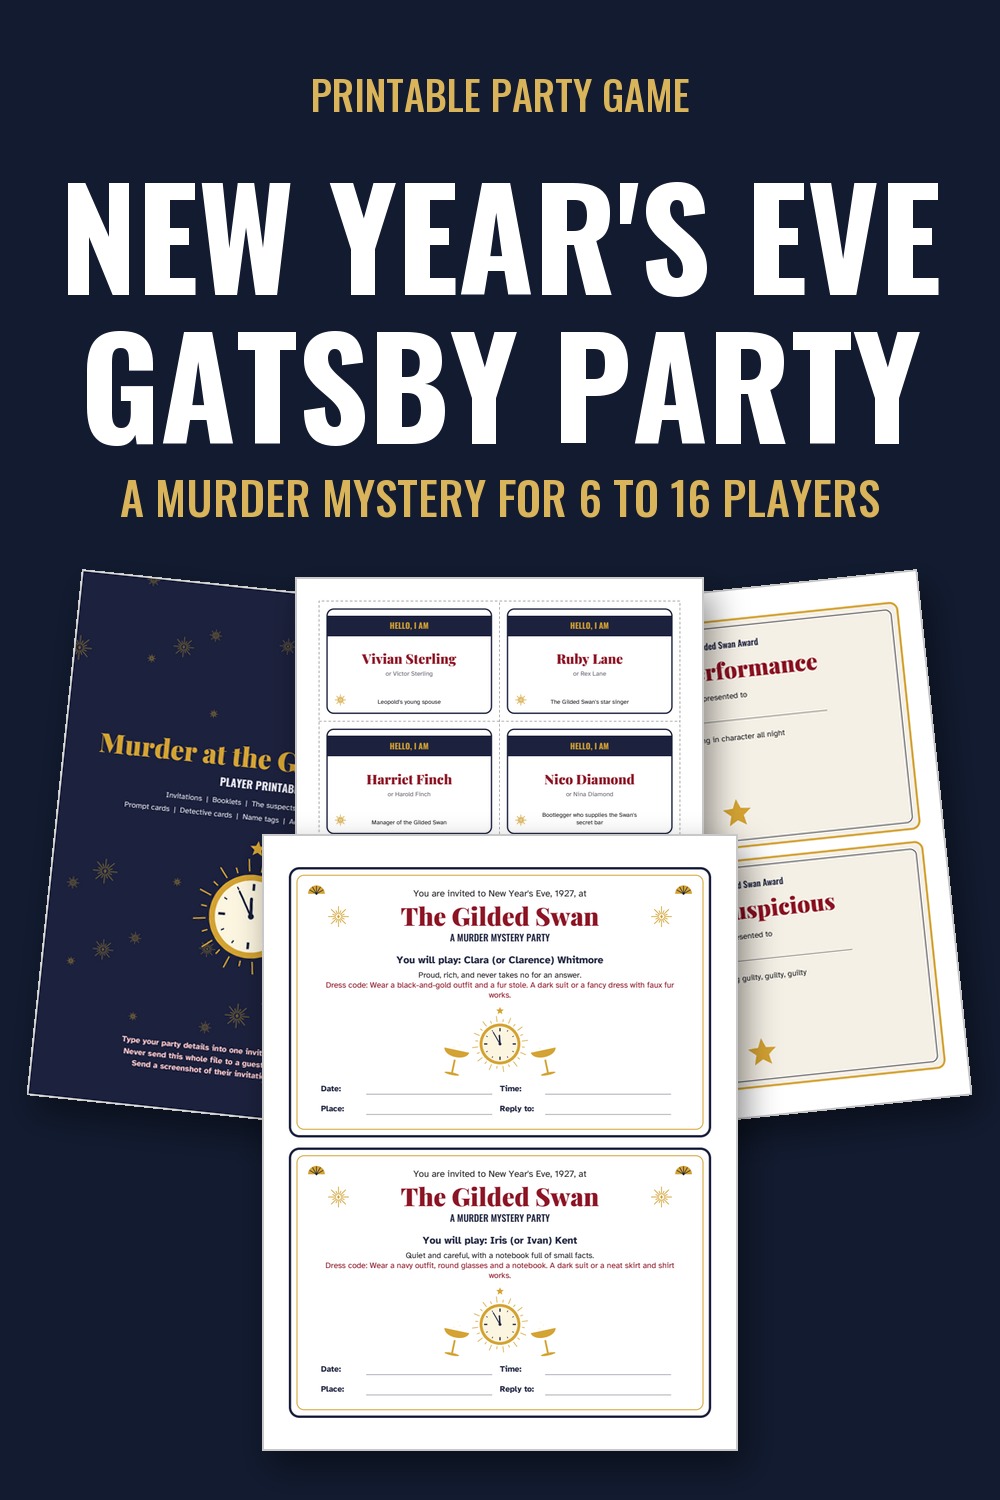 PRINTABLE PARTY GAME
NEW YEAR'S EVE
GATSBY PARTY
A MURDER MYSTERY FOR 6 TO 16 PLAYERS
Murder at the G
PLAYER PRINTAB
Invitations | Booklets | The suspects
Prompt cards | Detective cards | Name tags |
Type your party details into one invit
Never send this whole file to a guest
Send a screenshot of their invitati
HELLO, I AM
Vivian Sterling
or Victor Sterling
Leopold's young spouse
HELLO, I AM
Ruby Lane
or Rex Lane
The Gilded Swan's star singer
HELLO, I AM
Harriet Finch
or Harold Finch
Manager of the Gilded Swan
HELLO, I AM
Nico Diamond
or Nina Diamond
Bootlegger who supplies the Swan's
secret bar
ded Swan Award
rformance
presented to
ng in character all night
d Swan Award
uspicious
esented to
g guilty, guilty, guilty
You are invited to New Year's Eve, 1927, at
The Gilded Swan
A MURDER MYSTERY PARTY
You will play: Clara (or Clarence) Whitmore
Proud, rich, and never takes no for an answer.
Dress code: Wear a black-and-gold outfit and a fur stole. A dark suit or a fancy dress with faux fur
works.
Date: Time:
Place: Reply to:
You are invited to New Year's Eve, 1927, at
The Gilded Swan
A MURDER MYSTERY PARTY
You will play: Iris (or Ivan) Kent
Quiet and careful, with a notebook full of small facts.
Dress code: Wear a navy outfit, round glasses and a notebook. A dark suit or a neat skirt and shirt
works.
Date: Time:
Place: Reply to: